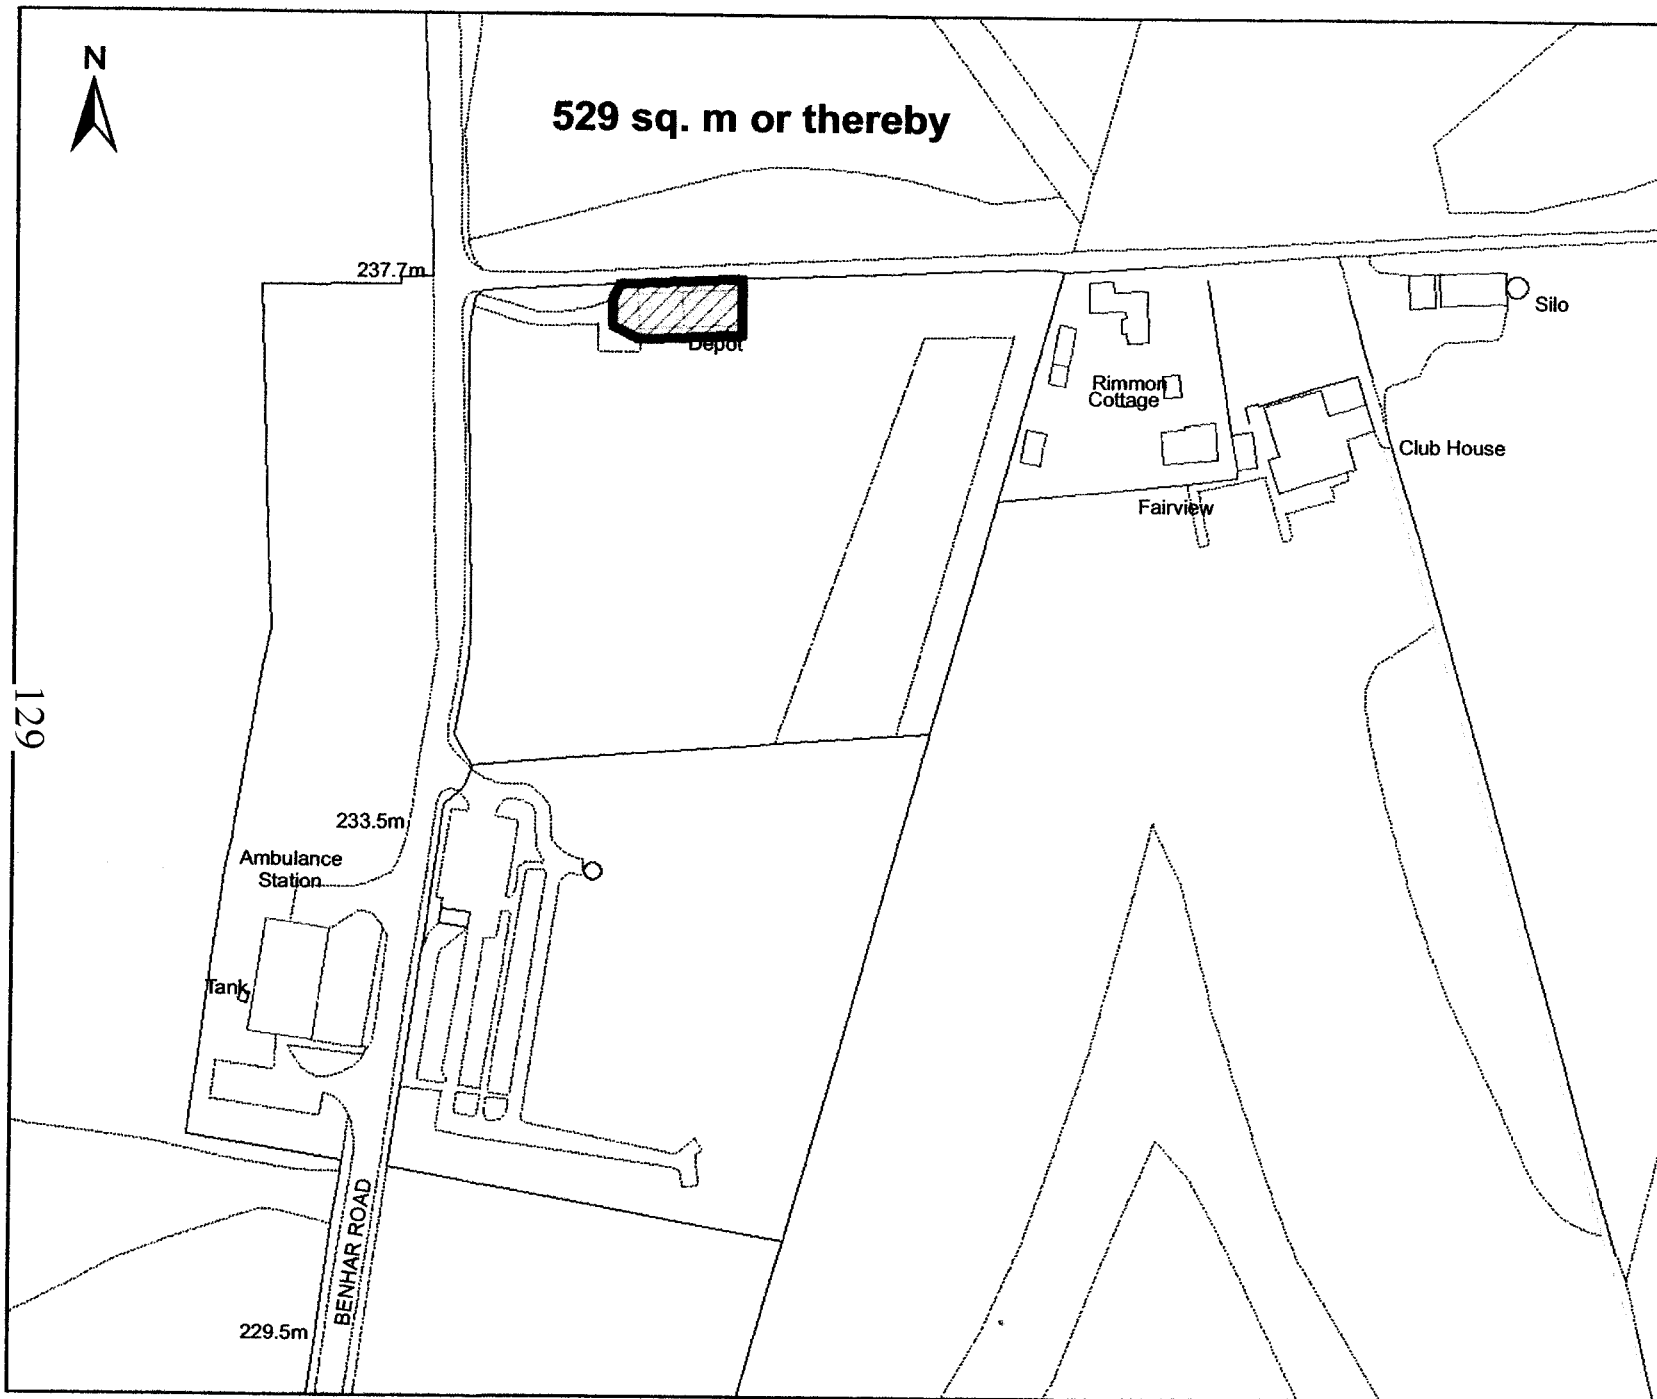 N
529 sq. m or thereby
237.7m
Silo
Depot
Rimmon
Cottage
Club House
Fairview
129
233.5m
Ambulance
Station
Tank
BENHAR ROAD
229.5m